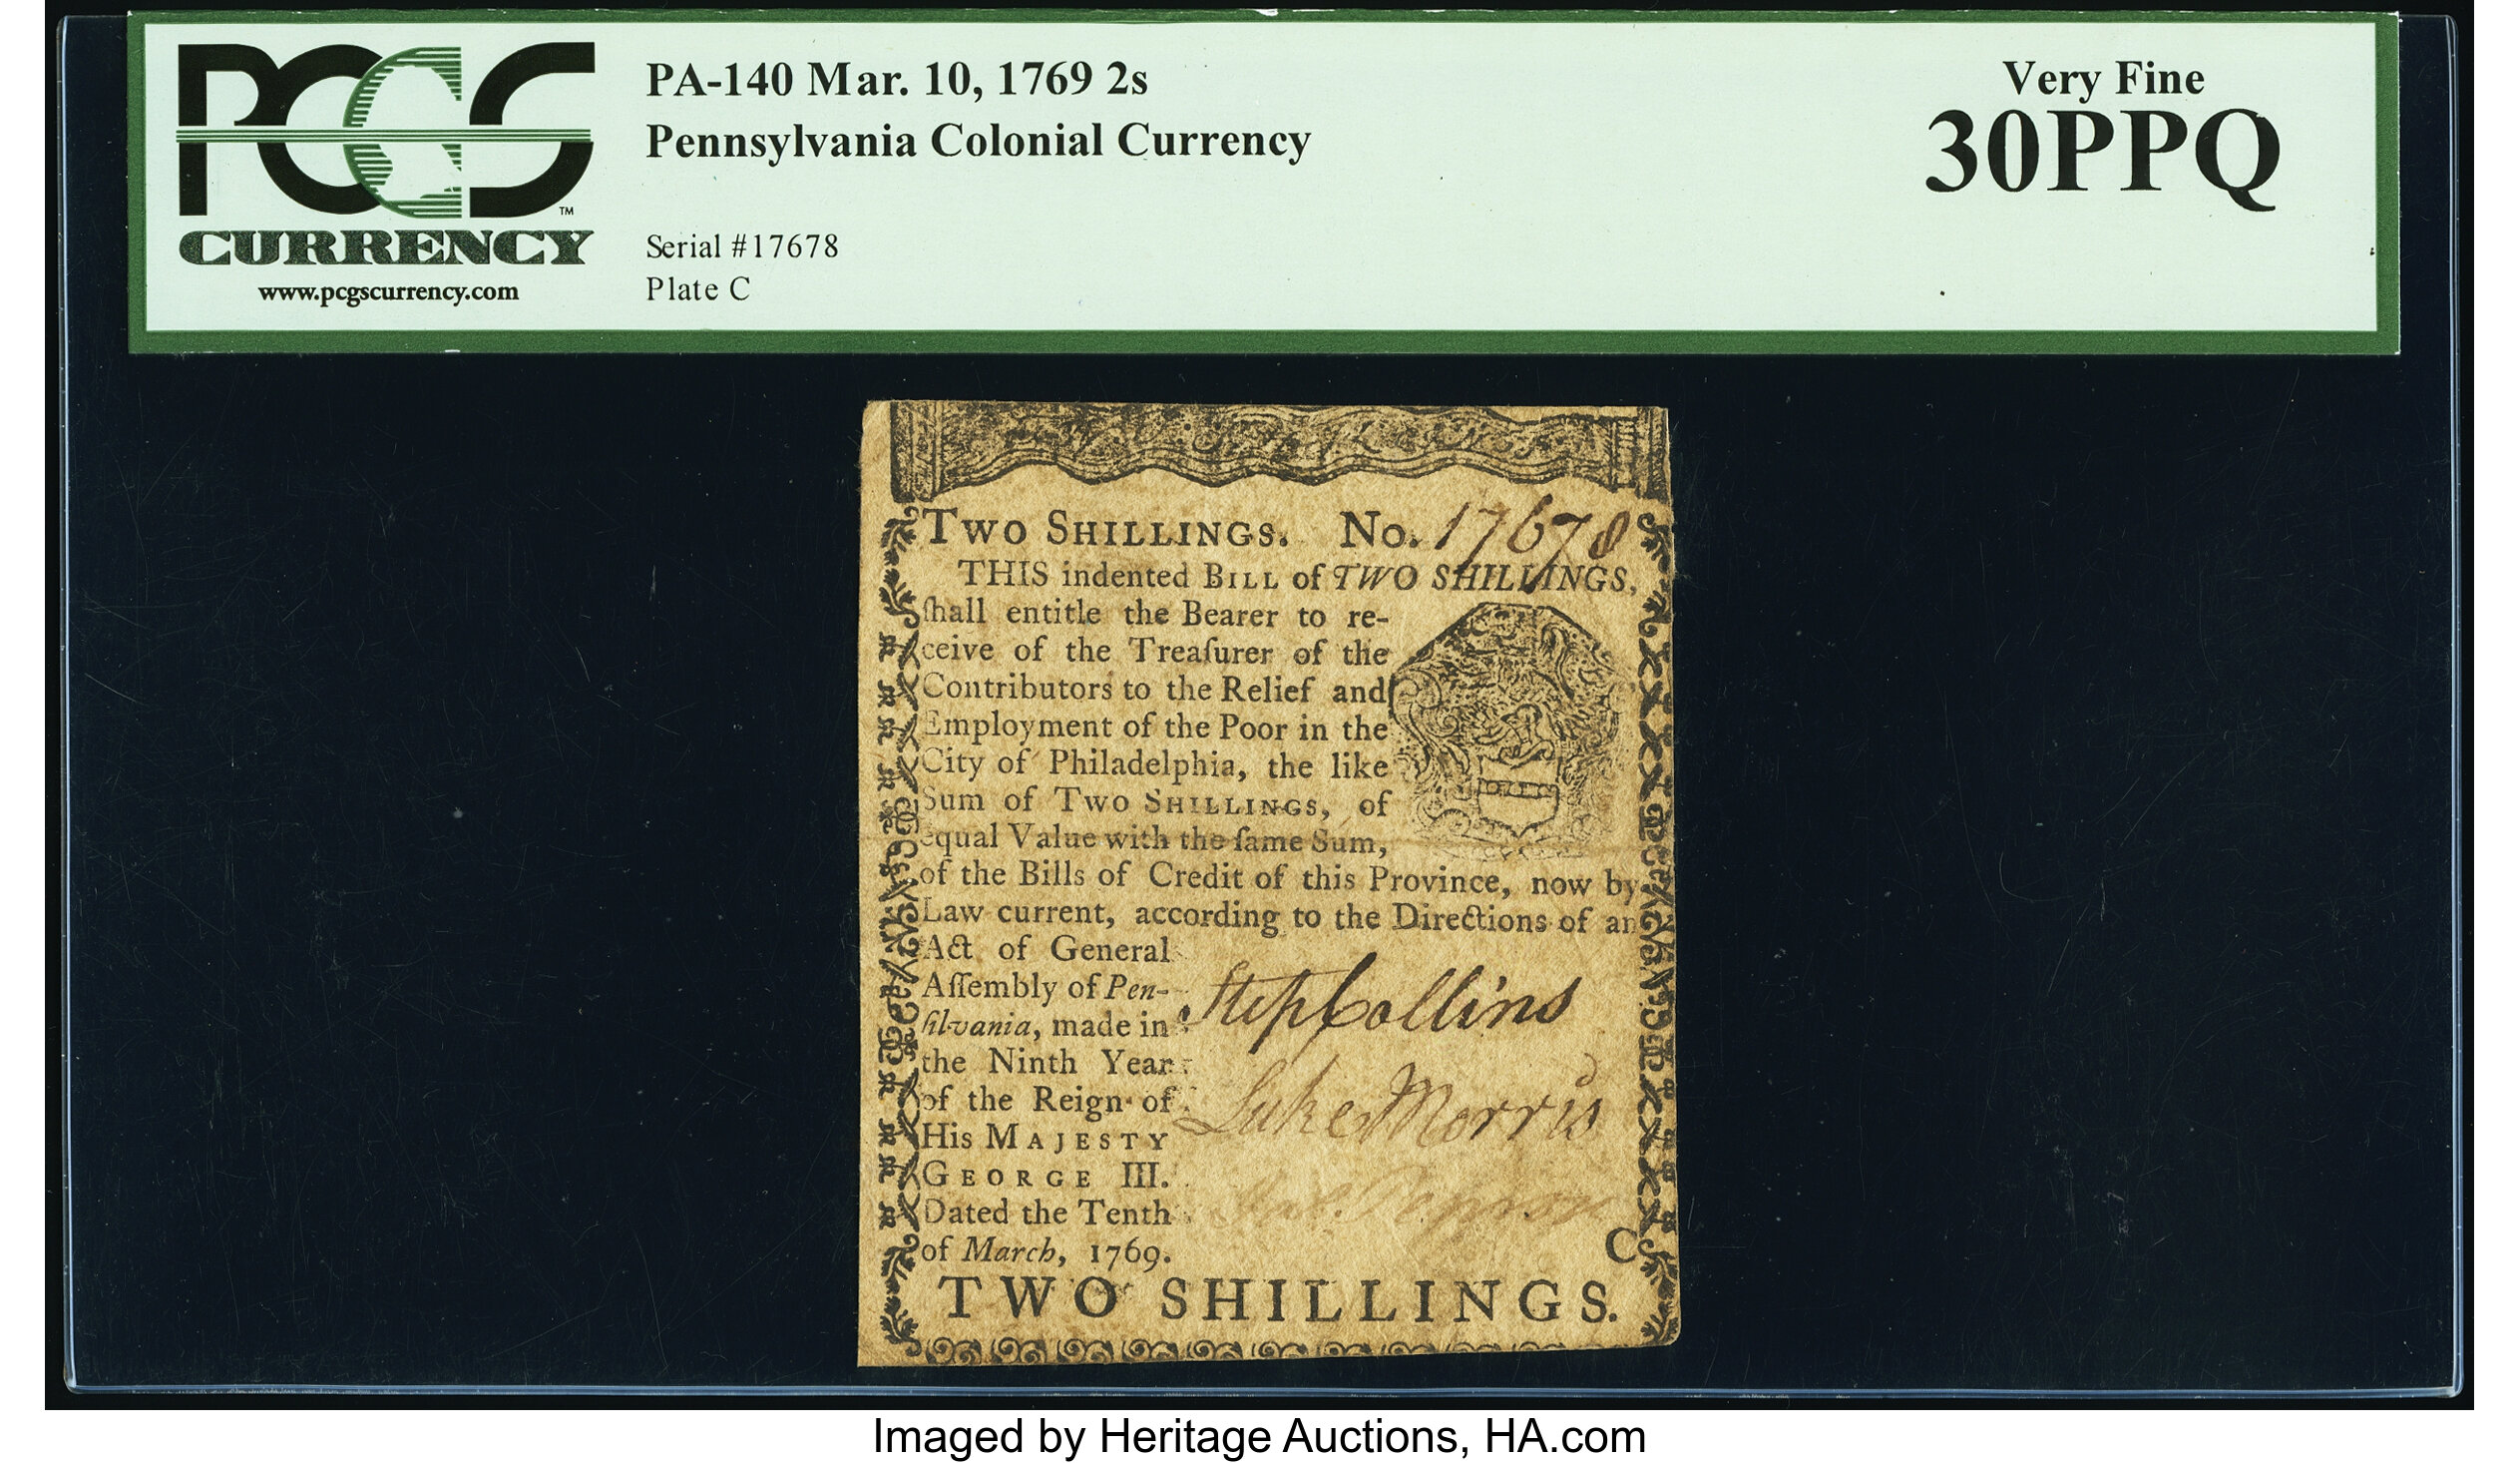 PCGS
TM
CURRENCY
www.pcgscurrency.com
PA-140 Mar. 10, 1769 2s
Pennsylvania Colonial Currency
Serial #17678
Plate C
Very Fine
30PPQ
Two Shillings. No. 17678
THIS indented Bill of TWO SHILLINGS,
ſhall entitle the Bearer to re-
ceive of the Treaſurer of the
Contributors to the Relief and
Employment of the Poor in the
City of Philadelphia, the like
Sum of Two Shillings, of
equal Value with the ſame Sum,
of the Bills of Credit of this Province, now by
Law current, according to the Directions of an
Act of General
Aſſembly of Pen-
ſilvania, made in
the Ninth Year
of the Reign of
His Majesty
George III.
Dated the Tenth
of March, 1769.
Step Collins
Luke Morris
C
TWO SHILLINGS.
Imaged by Heritage Auctions, HA.com